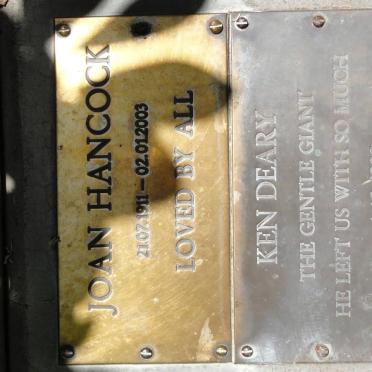 JOAN HANCOCK
21.07.1911 – 02.01.2003
LOVED BY ALL
KEN DEARY
THE GENTLE GIANT
HE LEFT US WITH SO MUCH